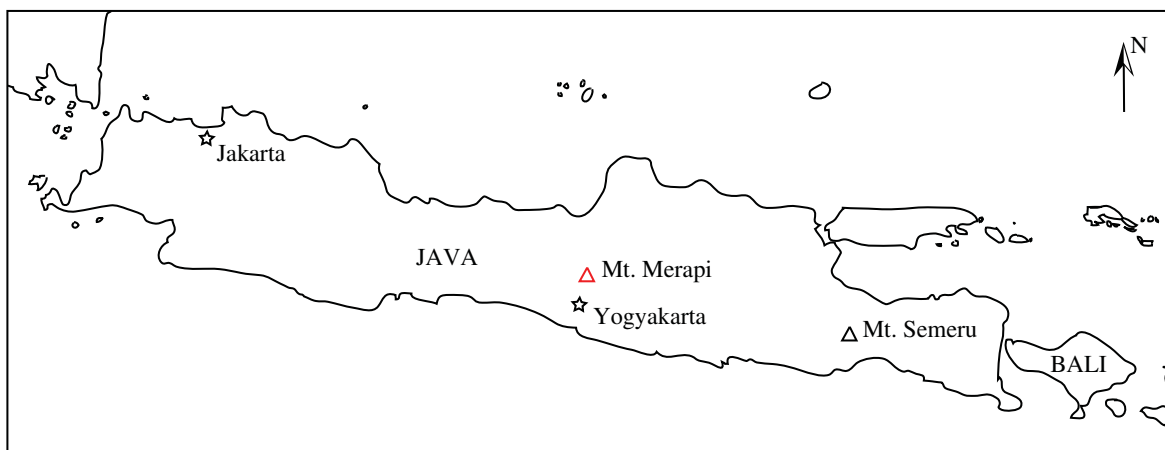 N
Jakarta
JAVA
Mt. Merapi
Yogyakarta
Mt. Semeru
BALI